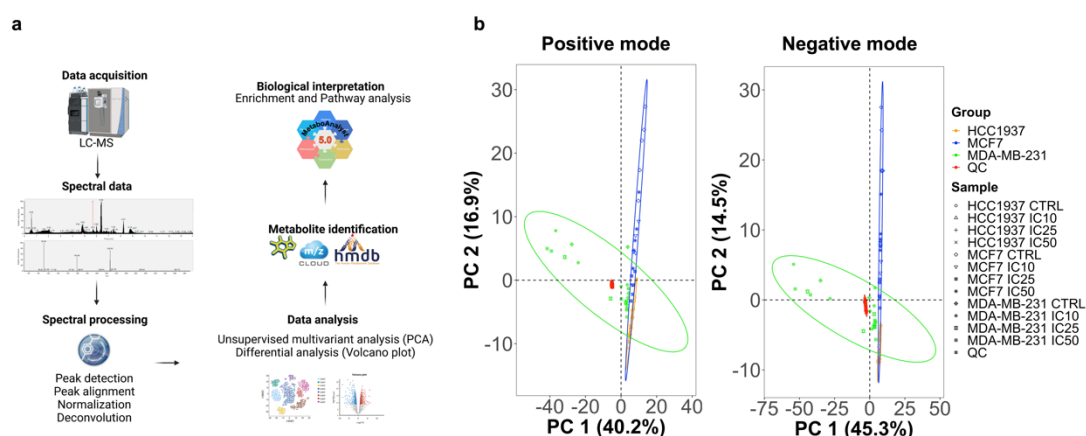 a
Data acquisition
LC-MS
Spectral data
Spectral processing
Peak detection
Peak alignment
Normalization
Deconvolution
Biological interpretation
Enrichment and Pathway analysis
MetaboAnalyst
5.0
Metabolite identification
m/z
CLOUD
hmdb
Data analysis
Unsupervised multivariant analysis (PCA)
Differential analysis (Volcano plot)
b
Positive mode
PC 2 (16.9%)
30
20
10
0
-10
-40
-20
0
20
40
PC 1 (40.2%)
Negative mode
PC 2 (14.5%)
30
20
10
0
-10
-75
-50
-25
0
25
50
PC 1 (45.3%)
Group
HCC1937
MCF7
MDA-MB-231
QC
Sample
HCC1937 CTRL
HCC1937 IC10
HCC1937 IC25
HCC1937 IC50
MCF7 CTRL
MCF7 IC10
MCF7 IC25
MCF7 IC50
MDA-MB-231 CTRL
MDA-MB-231 IC10
MDA-MB-231 IC25
MDA-MB-231 IC50
QC